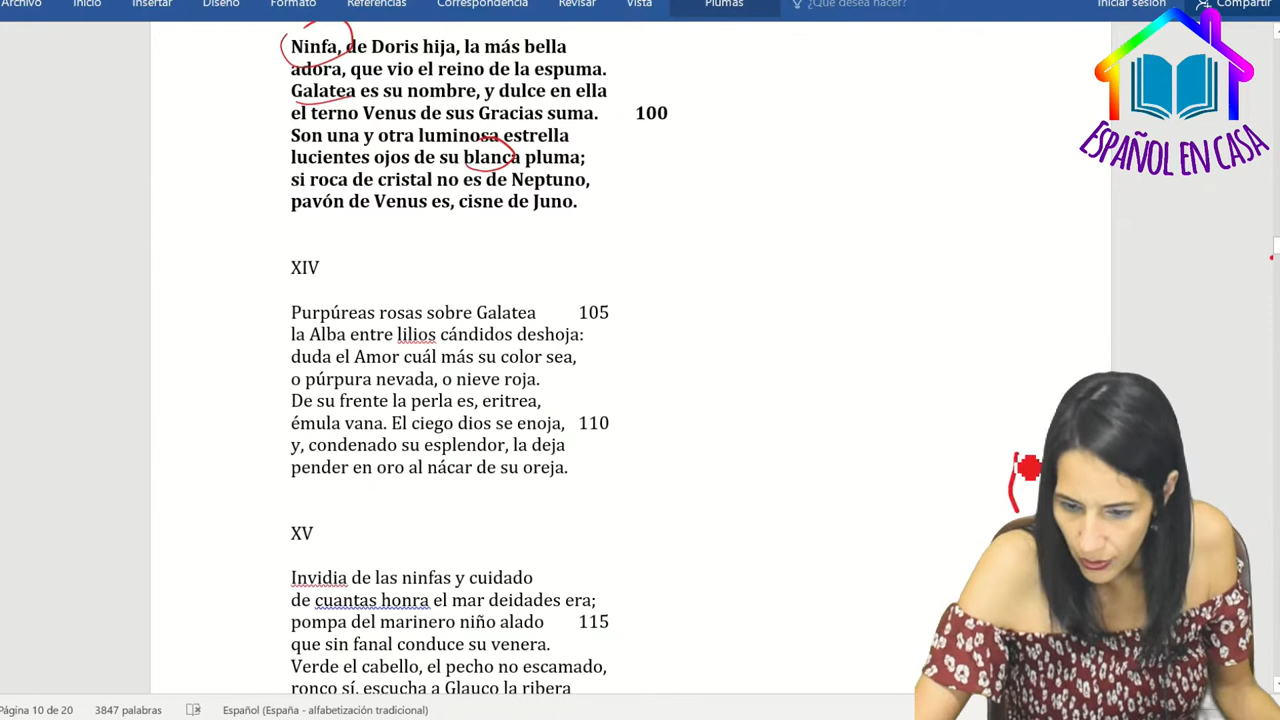 Archivo Inicio Insertar Diseño Formato Referencias Correspondencia Revisar Vista Plumas ¿Qué desea hacer? Iniciar sesión Compartir
Ninfa, de Doris hija, la más bella
adora, que vio el reino de la espuma.
Galatea es su nombre, y dulce en ella
el terno Venus de sus Gracias suma. 100
Son una y otra luminosa estrella
lucientes ojos de su blanca pluma;
si roca de cristal no es de Neptuno,
pavón de Venus es, cisne de Juno.
XIV
Purpúreas rosas sobre Galatea 105
la Alba entre lilios cándidos deshoja:
duda el Amor cuál más su color sea,
o púrpura nevada, o nieve roja.
De su frente la perla es, eritrea,
émula vana. El ciego dios se enoja, 110
y, condenado su esplendor, la deja
pender en oro al nácar de su oreja.
XV
Invidia de las ninfas y cuidado
de cuantas honra el mar deidades era;
pompa del marinero niño alado 115
que sin fanal conduce su venera.
Verde el cabello, el pecho no escamado,
ronco sí, escucha a Glauco la ribera
Página 10 de 20 3847 palabras Español (España - alfabetización tradicional)
ESPAÑOL EN CASA